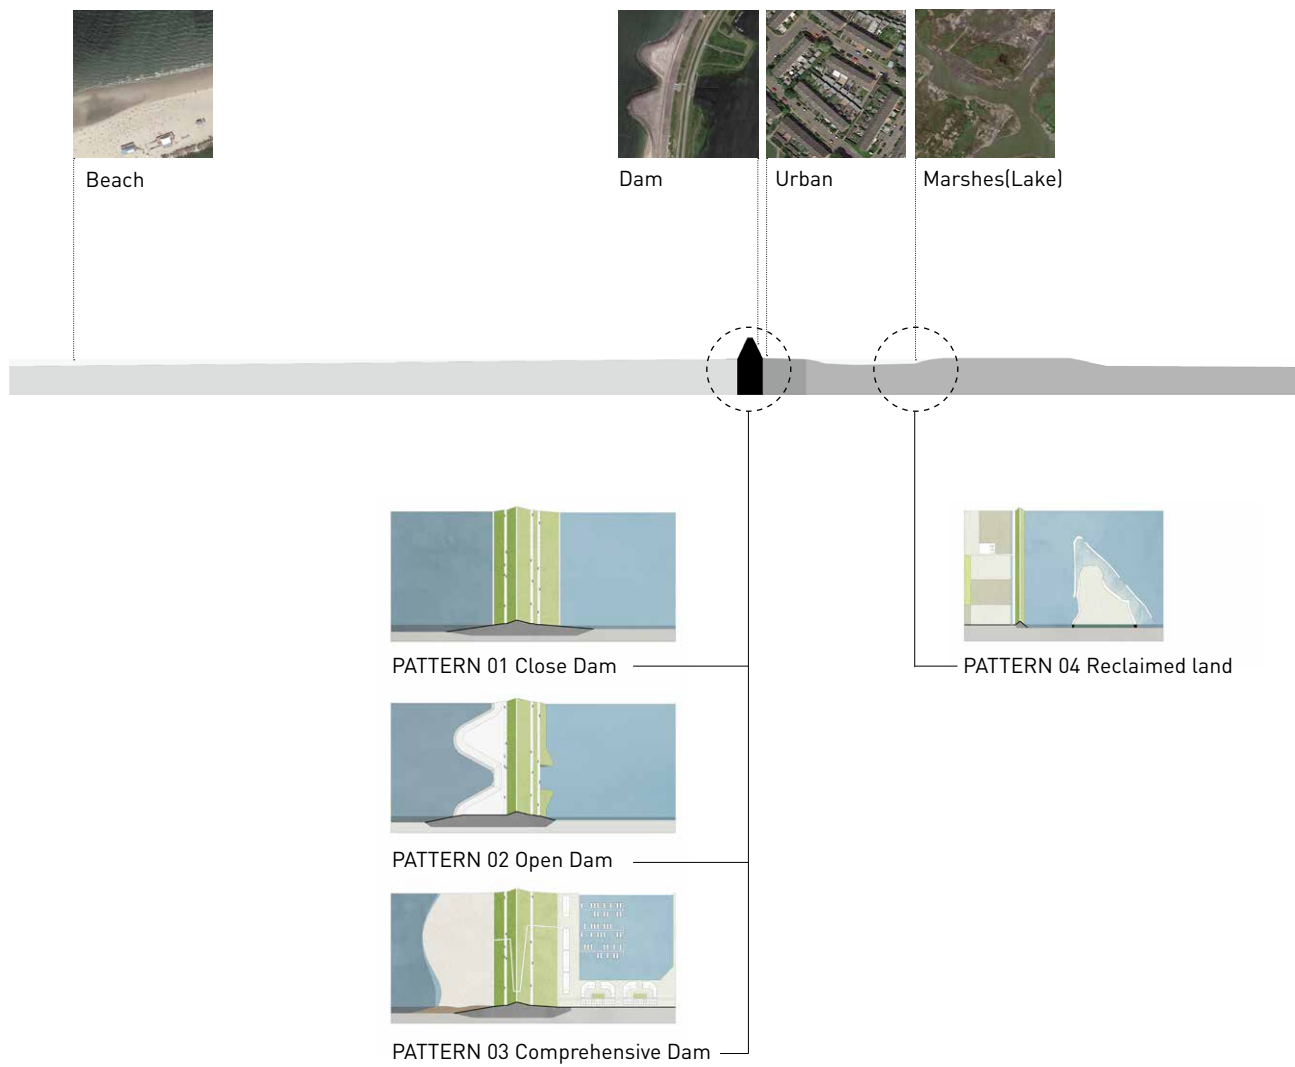 Beach
Dam
Urban
Marshes(Lake)
PATTERN 01 Close Dam
PATTERN 04 Reclaimed land
PATTERN 02 Open Dam
PATTERN 03 Comprehensive Dam